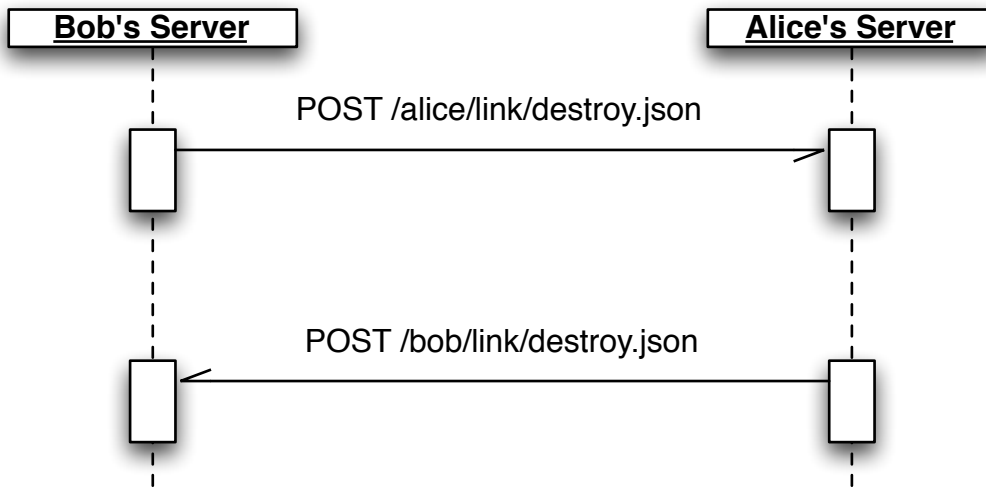 Bob's Server
Alice's Server
POST /alice/link/destroy.json
POST /bob/link/destroy.json